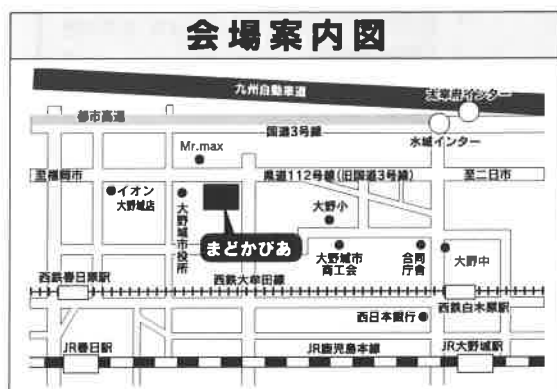 会場案内図
九州自動車道
太宰府インター
都市高速
国道3号線
水城インター
Mr.max
至福岡市
県道112号線(旧国道3号線)
至二日市
イオン
大野城店
大野城市役所
大野小
まどかぴあ
大野城市
商工会
合同
庁舎
大野中
西鉄春日原駅
西鉄大牟田線
西鉄白木原駅
西日本銀行
JR春日駅
JR鹿児島本線
JR大野城駅